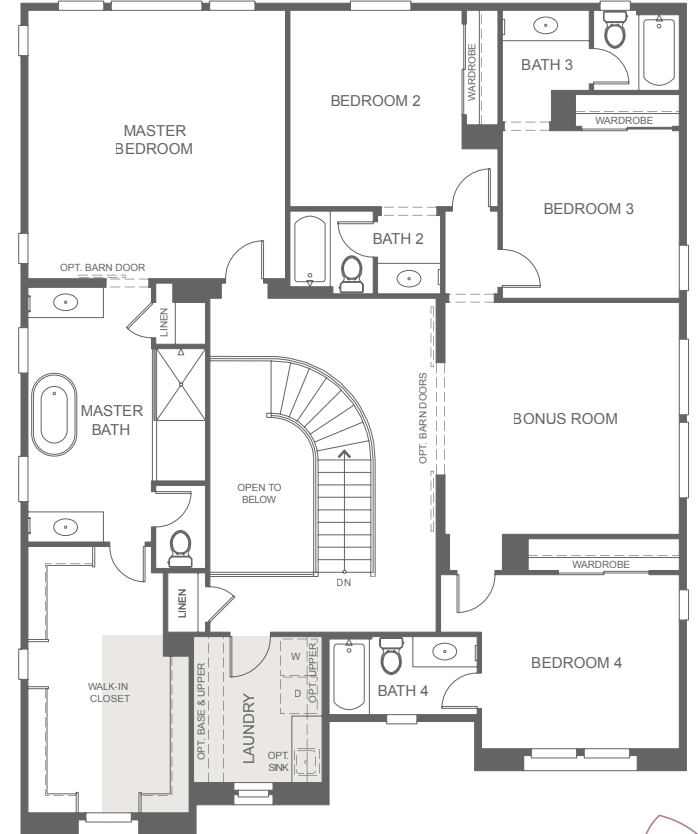 MASTER
BEDROOM
BEDROOM 2
WARDROBE
BATH 3
WARDROBE
BEDROOM 3
BATH 2
OPT. BARN DOOR
LINEN
MASTER
BATH
OPT. BARN DOORS
BONUS ROOM
OPEN TO
BELOW
DN
WARDROBE
LINEN
WALK-IN
CLOSET
OPT. BASE & UPPER
LAUNDRY
W
D
OPT. UPPER
OPT.
SINK
BATH 4
BEDROOM 4